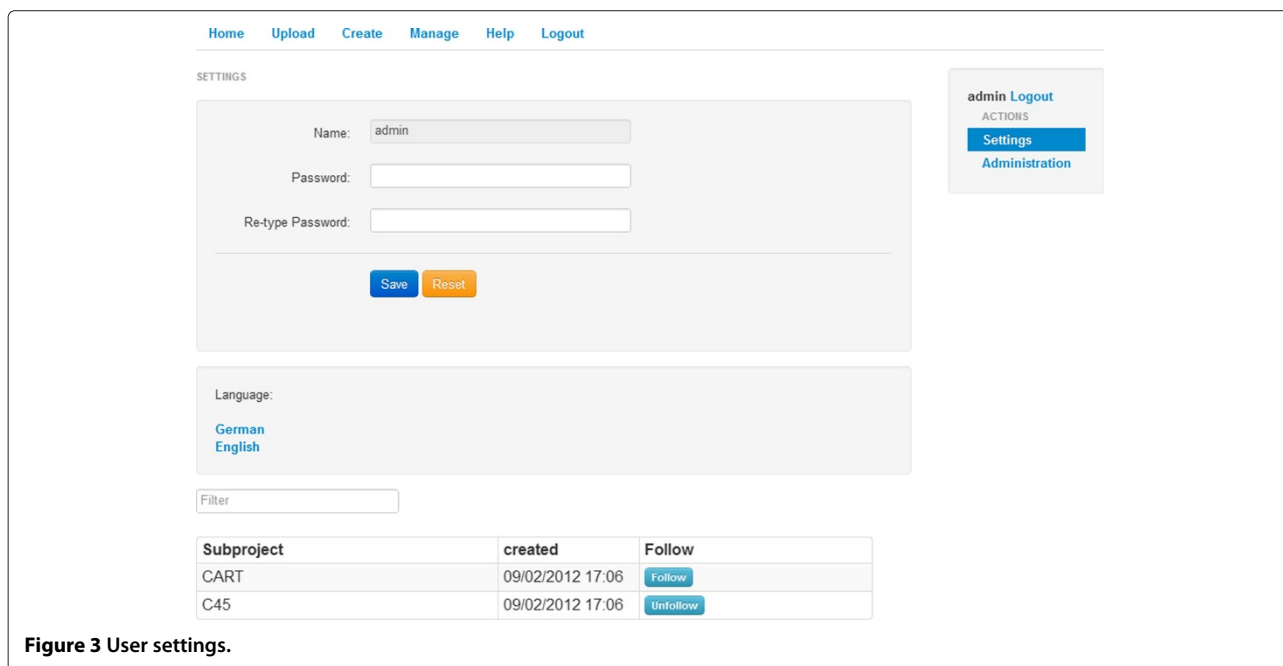 Home Upload Create Manage Help Logout
SETTINGS
Name: admin
Password:
Re-type Password:
Save Reset
admin Logout
ACTIONS
Settings
Administration
Language:
German
English
Filter
Subproject created Follow
CART 09/02/2012 17:06 Follow
C45 09/02/2012 17:06 Unfollow
Figure 3 User settings.